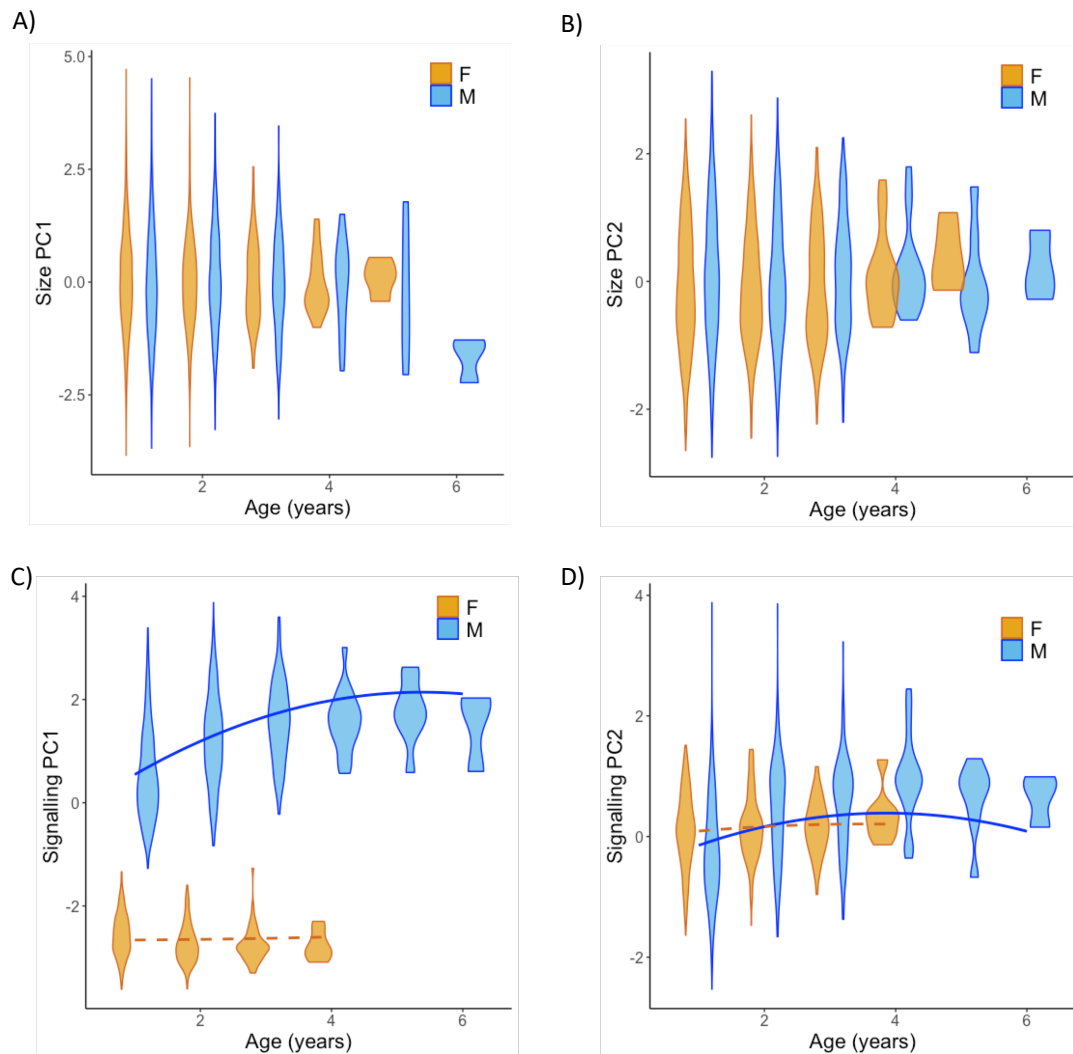 A)
5.0
2.5
0.0
-2.5
Size PC1
F
M
2
4
6
Age (years)
B)
2
0
-2
Size PC2
F
M
2
4
6
Age (years)
C)
4
2
0
-2
Signalling PC1
F
M
2
4
6
Age (years)
D)
4
2
0
-2
Signalling PC2
F
M
2
4
6
Age (years)